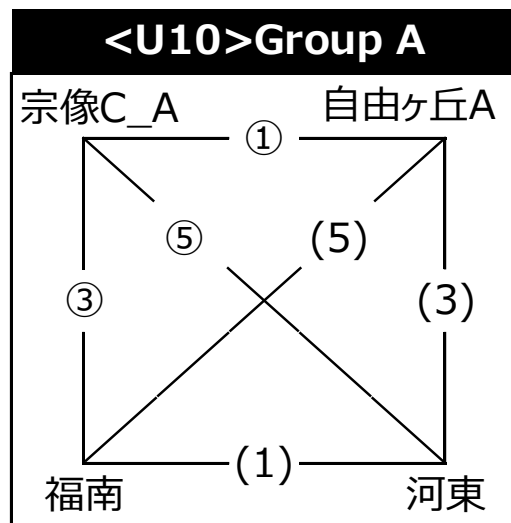 <U10>Group A
宗像C_A 自由ヶ丘A
①
⑤ (5)
③ (3)
(1)
福南 河東